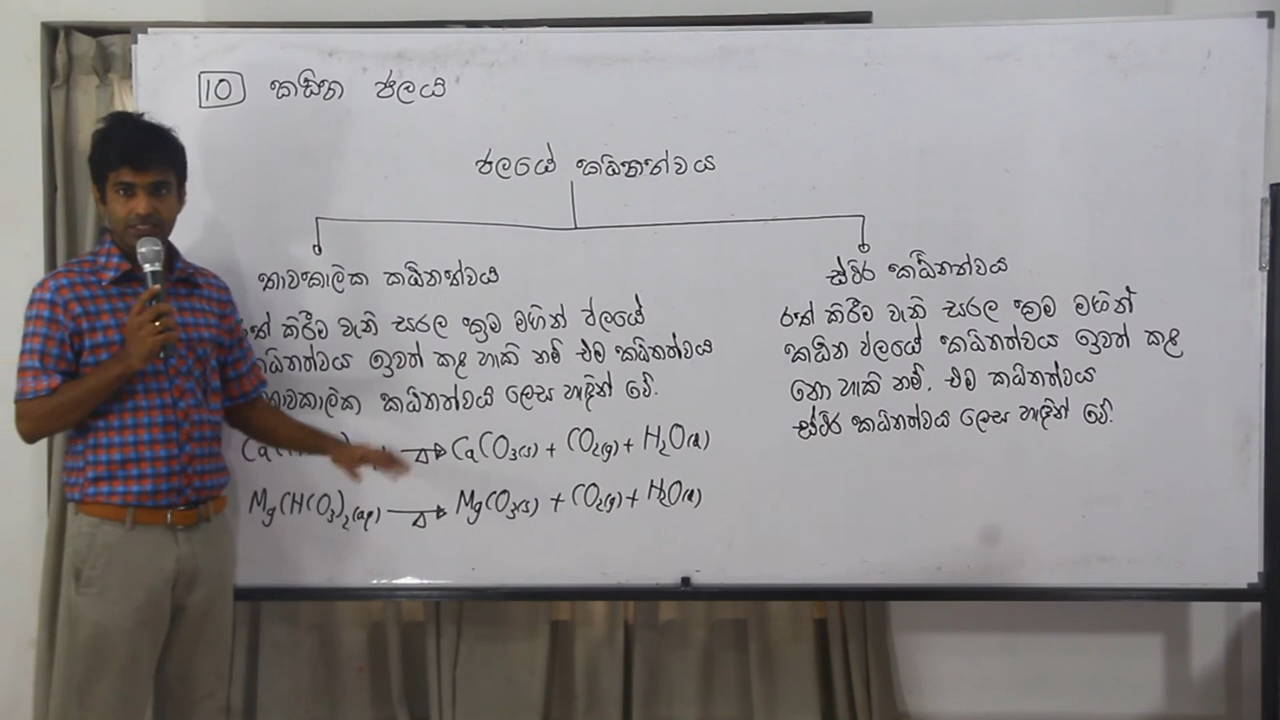 10 කඨින ජලය
ජලයේ කඨිනත්වය
තාවකාලික කඨිනත්වය
කිරීම වැනි සරල ක්‍රම මගින් ජලයේ
කඨිනත්වය ඉවත් කළ හැකි නම් එම කඨිනත්වය
තාවකාලික කඨිනත්වය ලෙස හැඳින් වේ.
→Δ CaCO₃(s) + CO₂(g) + H₂O(l)
Mg(HCO₃)₂(aq) →Δ MgCO₃(s) + CO₂(g) + H₂O(l)
ස්ථිර කඨිනත්වය
රත් කිරීම වැනි සරල ක්‍රම මගින්
කඨින ජලයේ කඨිනත්වය ඉවත් කළ
නො හැකි නම්. එම කඨිනත්වය
ස්ථිර කඨිනත්වය ලෙස හැඳින් වේ.